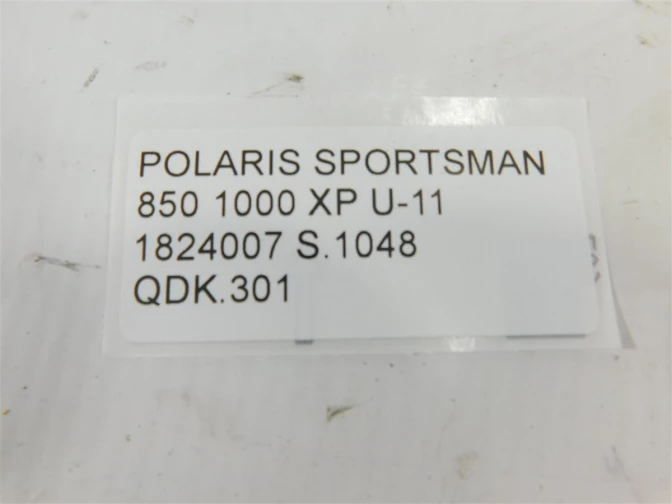 POLARIS SPORTSMAN
850 1000 XP U-11
1824007 S.1048
QDK.301